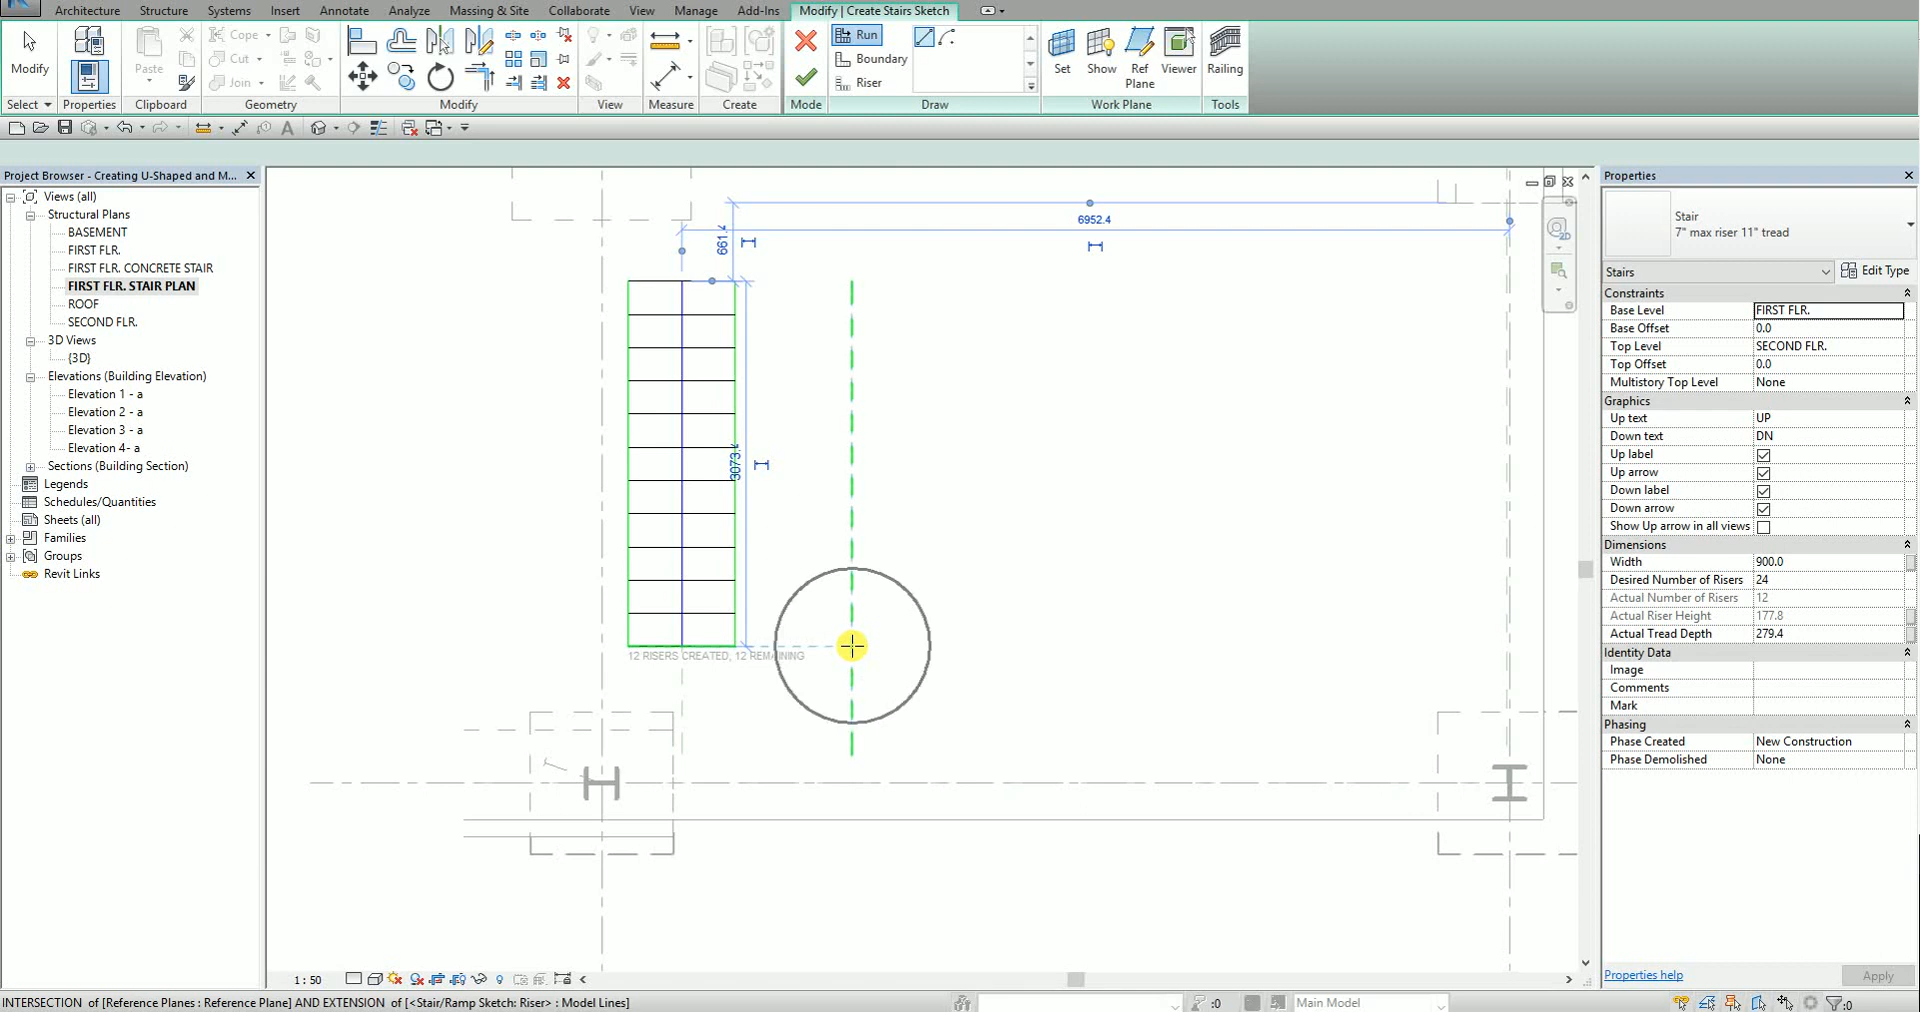 Architecture Structure Systems Insert Annotate Analyze Massing & Site Collaborate View Manage Add-Ins Modify | Create Stairs Sketch
Modify
Select
Properties
Paste
Cope
Cut
Join
Clipboard
Geometry
Modify
View
Measure
Create
Mode
Run
Boundary
Riser
Draw
Set
Show
Ref
Plane
Viewer
Work Plane
Railing
Tools
A
Project Browser - Creating U-Shaped and M...
Views (all)
Structural Plans
BASEMENT
FIRST FLR.
FIRST FLR. CONCRETE STAIR
FIRST FLR. STAIR PLAN
ROOF
SECOND FLR.
3D Views
{3D}
Elevations (Building Elevation)
Elevation 1 - a
Elevation 2 - a
Elevation 3 - a
Elevation 4- a
Sections (Building Section)
Legends
Schedules/Quantities
Sheets (all)
Families
Groups
Revit Links
6952.4
661.4
3073.4
12 RISERS CREATED, 12 REMAINING
2D
Properties
Stair
7" max riser 11" tread
Stairs
Edit Type
Constraints
Base Level FIRST FLR.
Base Offset 0.0
Top Level SECOND FLR.
Top Offset 0.0
Multistory Top Level None
Graphics
Up text UP
Down text DN
Up label
Up arrow
Down label
Down arrow
Show Up arrow in all views
Dimensions
Width 900.0
Desired Number of Risers 24
Actual Number of Risers 12
Actual Riser Height 177.8
Actual Tread Depth 279.4
Identity Data
Image
Comments
Mark
Phasing
Phase Created New Construction
Phase Demolished None
Properties help
Apply
1 : 50
INTERSECTION of [Reference Planes : Reference Plane] AND EXTENSION of [<Stair/Ramp Sketch: Riser> : Model Lines]
:0
Main Model
:0